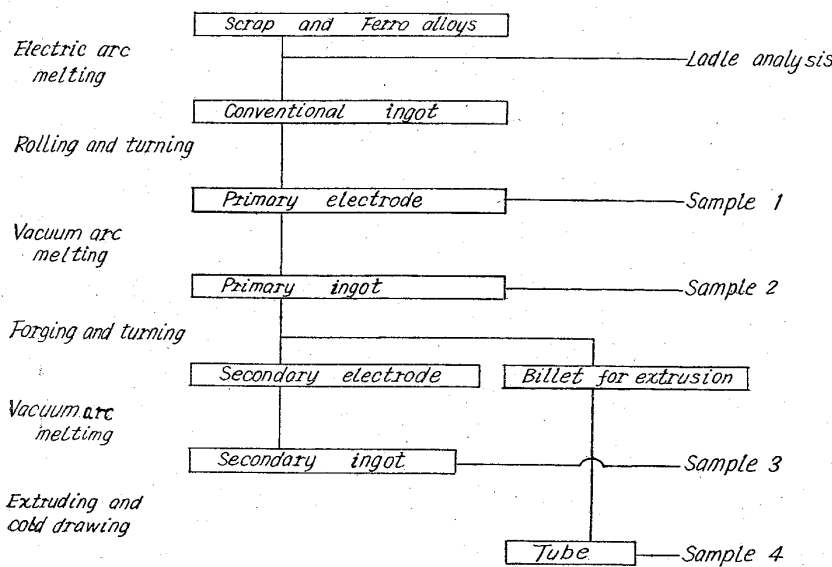 Scrap and Ferro alloys
Electric arc
melting
Ladle analysis
Conventional ingot
Rolling and turning
Primary electrode
Sample 1
Vacuum arc
melting
Primary ingot
Sample 2
Forging and turning
Secondary electrode
Billet for extrusion
Vacuum arc
meltimg
Secondary ingot
Sample 3
Extruding and
cold drawing
Tube
Sample 4